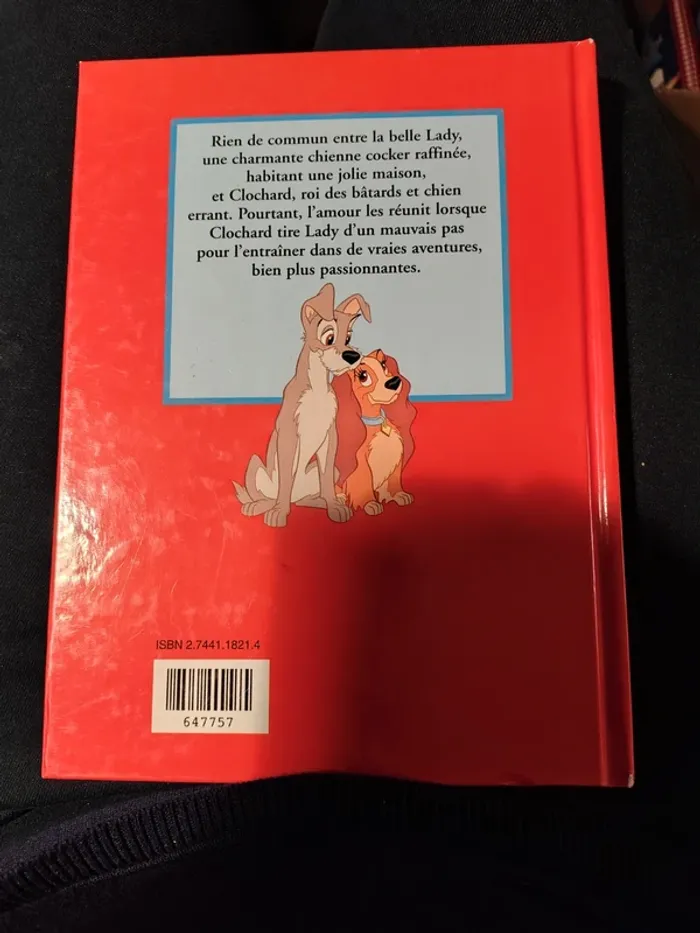 Rien de commun entre la belle Lady,
une charmante chienne cocker raffinée,
habitant une jolie maison,
et Clochard, roi des bâtards et chien
errant. Pourtant, l'amour les réunit lorsque
Clochard tire Lady d'un mauvais pas
pour l'entraîner dans de vraies aventures,
bien plus passionnantes.
ISBN 2.7441.1821.4
647757